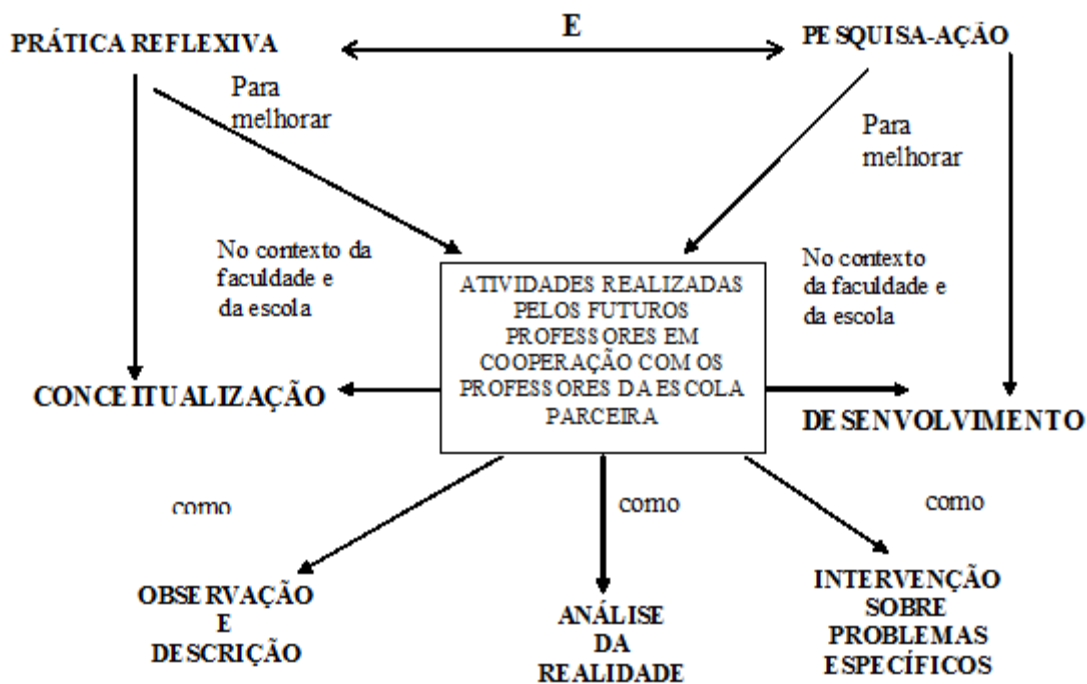 E
PRÁTICA REFLEXIVA
PESQUISA-AÇÃO
Para
melhorar
Para
melhorar
No contexto da
faculdade e
da escola
No contexto
da faculdade e
da escola
ATIVIDADES REALIZADAS
PELOS FUTUROS
PROFESSORES EM
COOPERAÇÃO COM OS
PROFESSORES DA ESCOLA
PARCEIRA
CONCEITUALIZAÇÃO
DESENVOLVIMENTO
como
como
como
OBSERVAÇÃO
E
DESCRIÇÃO
ANÁLISE
DA
REALIDADE
INTERVENÇÃO
SOBRE
PROBLEMAS
ESPECÍFICOS